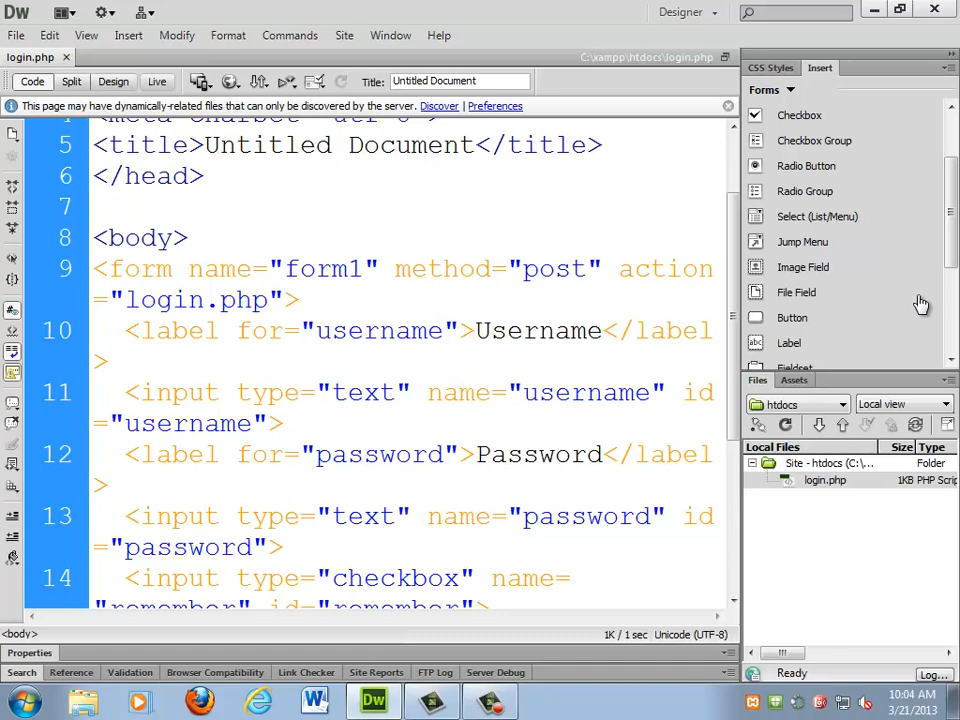 Dw
Designer
File Edit View Insert Modify Format Commands Site Window Help
login.php
C:\xampp\htdocs\login.php
Code Split Design Live
Title: Untitled Document
This page may have dynamically-related files that can only be discovered by the server. Discover Preferences
5 <title>Untitled Document</title>
6 </head>
7
8 <body>
9 <form name="form1" method="post" action
="login.php">
10 <label for="username">Username</label
>
11 <input type="text" name="username" id
="username">
12 <label for="password">Password</label
>
13 <input type="text" name="password" id
="password">
14 <input type="checkbox" name=
"remember" id="remember">
<body>
1K / 1 sec Unicode (UTF-8)
Properties
Search Reference Validation Browser Compatibility Link Checker Site Reports FTP Log Server Debug
CSS Styles Insert
Forms
Checkbox
Checkbox Group
Radio Button
Radio Group
Select (List/Menu)
Jump Menu
Image Field
File Field
Button
abc Label
Fieldset
Files Assets
htdocs Local view
Local Files Size Type
Site - htdocs (C:\... Folder
login.php 1KB PHP Scrip
Ready Log...
W Dw
10:04 AM
3/21/2013